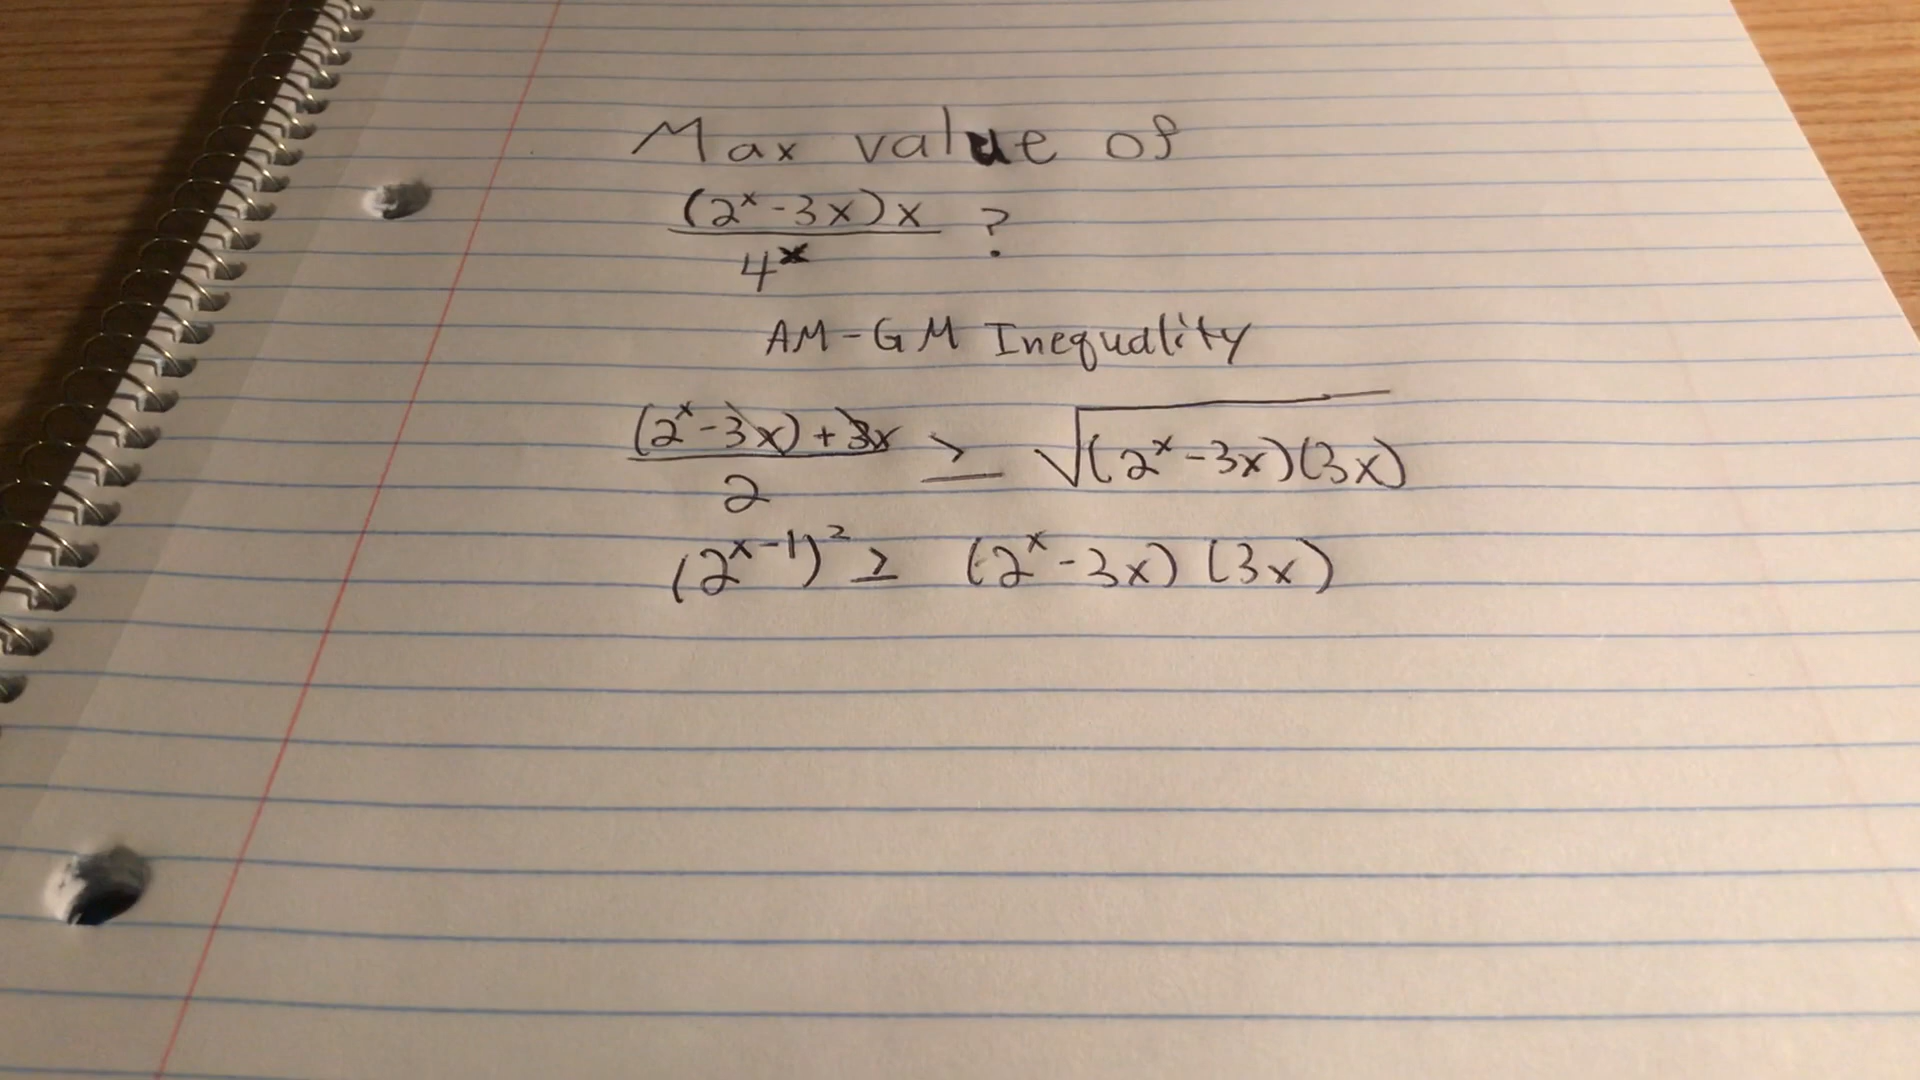 Max value of
(2^x - 3x)x / 4^x ?
AM-GM Inequality
((2^x - 3x) + 3x) / 2 ≥ √((2^x - 3x)(3x))
(2^(x-1))^2 ≥ (2^x - 3x)(3x)